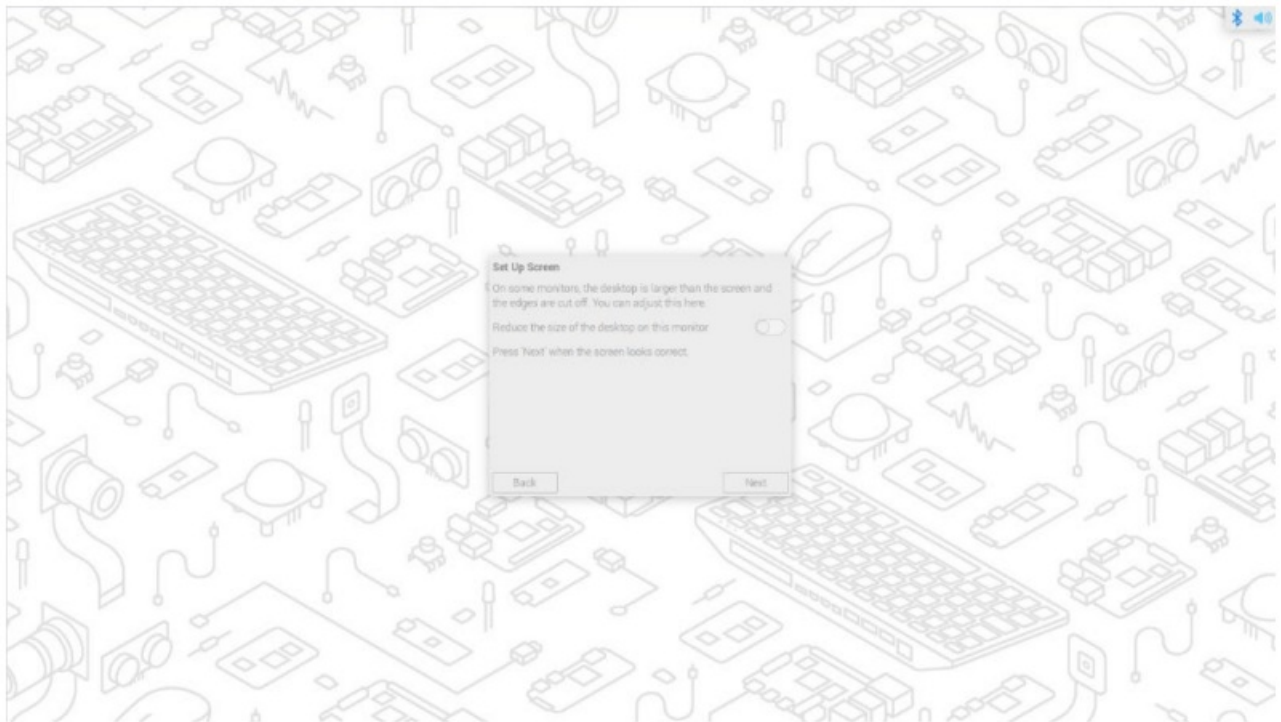 Set Up Screen
On some monitors, the desktop is larger than the screen and
the edges are cut off. You can adjust this here.
Reduce the size of the desktop on this monitor
Press 'Next' when the screen looks correct.
Back
Next